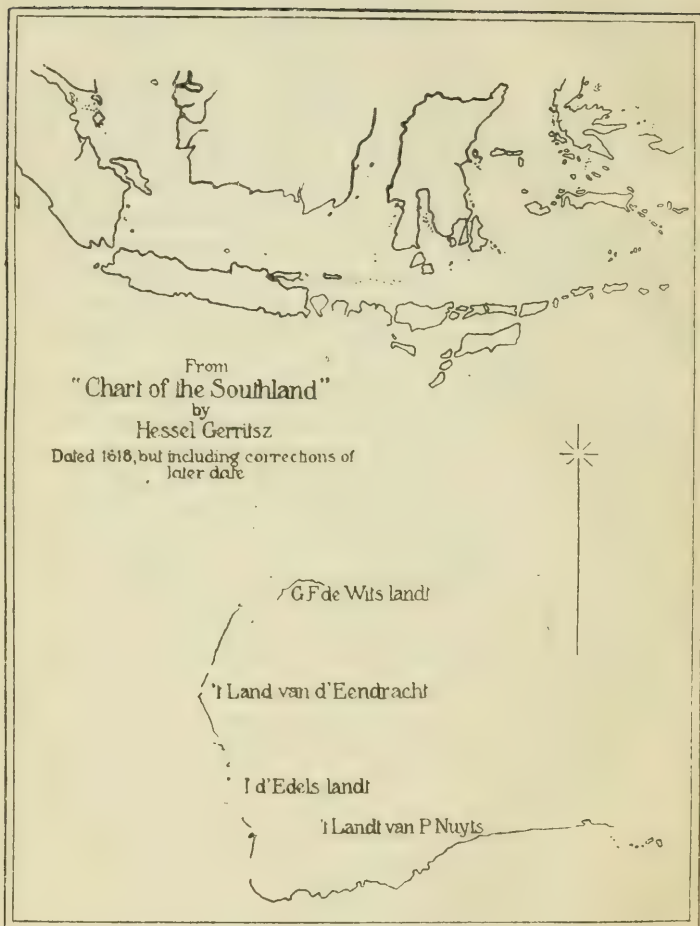 From
"Chart of the Southland"
by
Hessel Gerritsz
Dated 1618, but including corrections of
later date
G F de Wits landt
't Land van d'Eendracht
I d'Edels landt
't Landt van P Nuyts